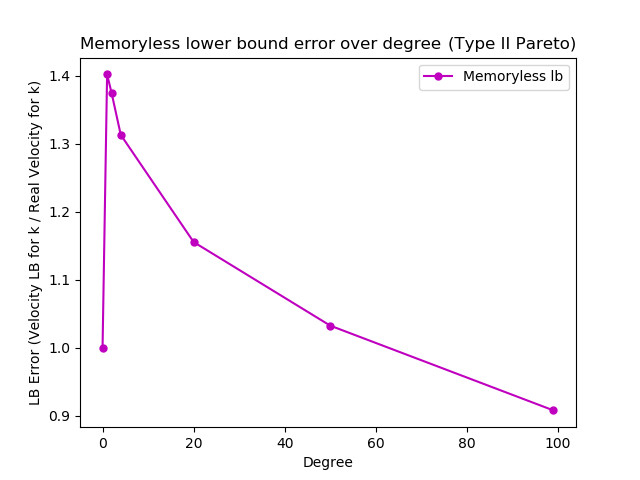 Memoryless lower bound error over degree (Type II Pareto)
Memoryless lb
LB Error (Velocity LB for k / Real Velocity for k)
1.4
1.3
1.2
1.1
1.0
0.9
0 20 40 60 80 100
Degree